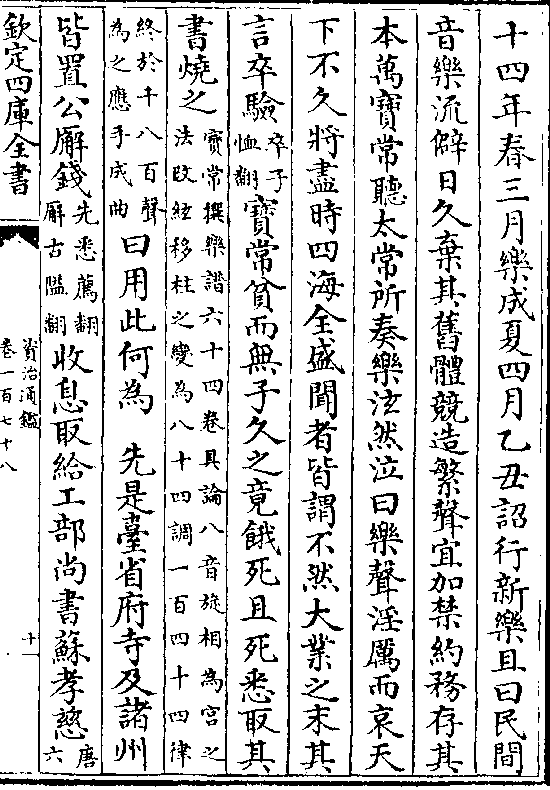 十四年春三月樂成夏四月乙丑詔行新樂且曰民間
音樂流僻日久棄其舊體競造繁聲宜加禁約務存其
本萬寶常聽太常所奏樂泫然泣曰樂聲淫厲而哀天
下不久將盡時四海全盛聞者皆謂不然大業之末其
言卒驗卒子恤翻寶常貧而無子久之竟餓死且死悉取其
書燒之寶常撰樂譜六十四卷具論八音旋相為宮之法改絃移柱之變為八十四調一百四十四律
終於千八百聲為之應手成曲曰用此何為　先是臺省府寺及諸州
皆置公廨錢先悉薦翻廨古隘翻收息取給工部尚書蘇孝慈唐六
欽定四庫全書
資治通鑑
卷一百七十八
十一